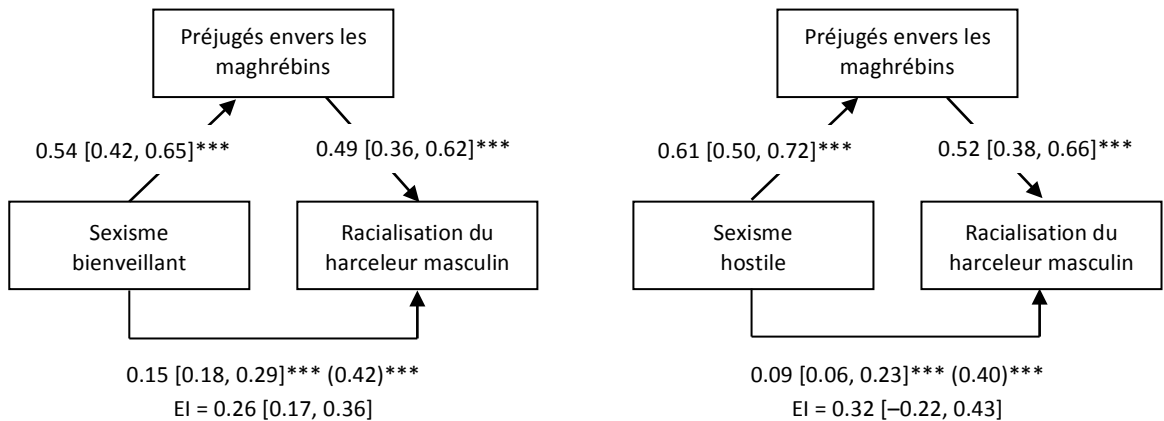 Préjugés envers les
maghrébins
0.54 [0.42, 0.65]***
0.49 [0.36, 0.62]***
Sexisme
bienveillant
Racialisation du
harceleur masculin
0.15 [0.18, 0.29]*** (0.42)***
EI = 0.26 [0.17, 0.36]
Préjugés envers les
maghrébins
0.61 [0.50, 0.72]***
0.52 [0.38, 0.66]***
Sexisme
hostile
Racialisation du
harceleur masculin
0.09 [0.06, 0.23]*** (0.40)***
EI = 0.32 [–0.22, 0.43]